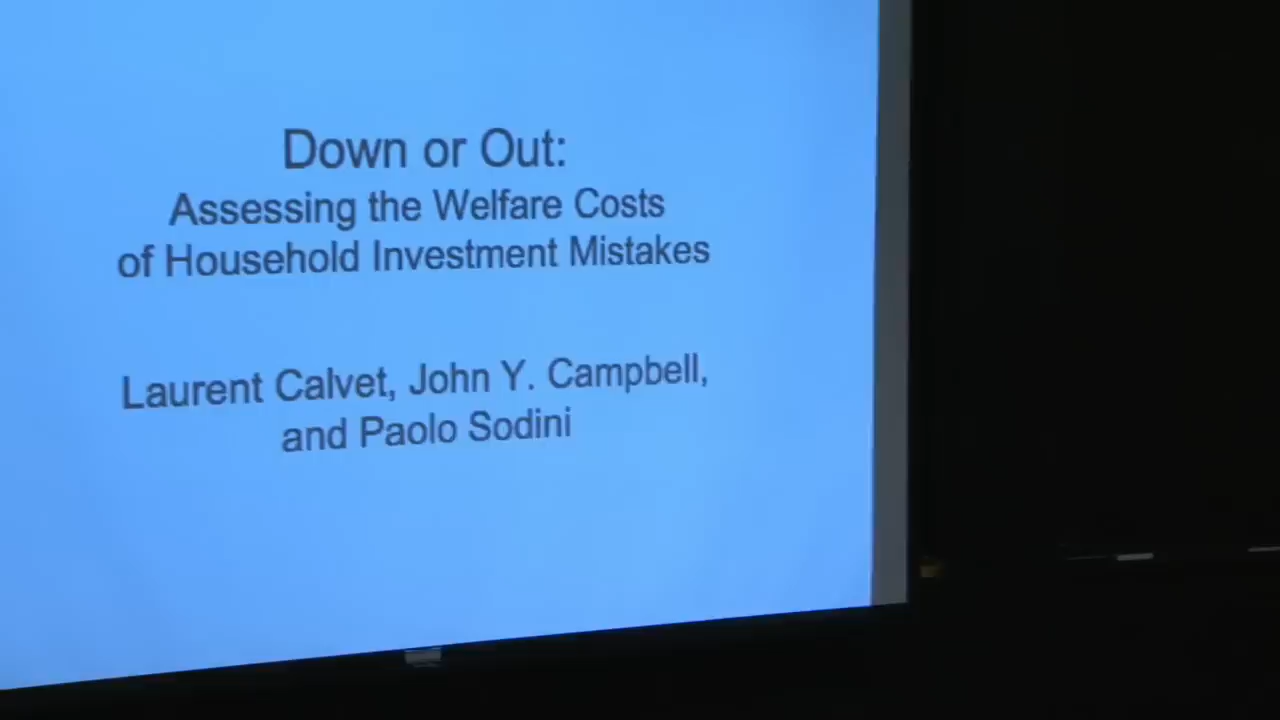 Down or Out:
Assessing the Welfare Costs
of Household Investment Mistakes
Laurent Calvet, John Y. Campbell,
and Paolo Sodini